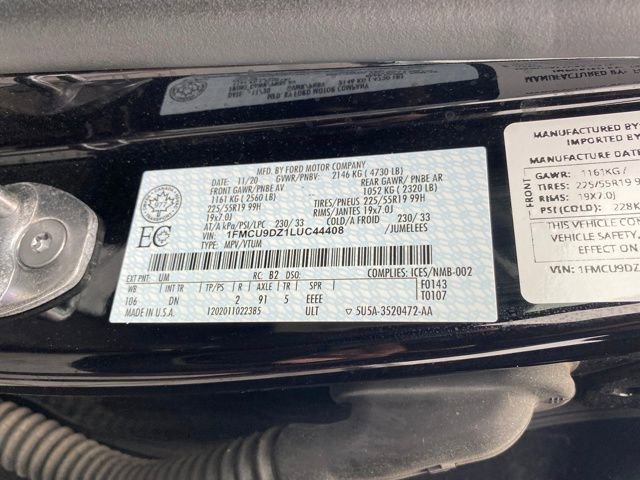 MFD. BY FORD MOTOR COMPANY
DATE: 11/20 GVWR/PNBV: 2146 KG ( 4730 LB)
FRONT GAWR/PNBE AV REAR GAWR/PNBE AR
1161 KG ( 2560 LB) 1052 KG ( 2320 LB)
225/55R19 99H TIRES/PNEUS 225/55R19 99H
19x7.0J RIMS/JANTES 19x7.0J
AT/A kPa/PSI/LPC 230/ 33 COLD/A FROID 230/ 33
VIN: 1FMCU9DZ1LUC44408 /JUMELEES
TYPE: MPV/VTUM
EXT PNT: UM RC: B2 DSO: COMPLIES: ICES/NMB-002
WB INT TR TP/PS R AXLE TR SPR F0143
106 DN 2 91 5 EEEE T0107
MADE IN U.S.A. 1202011022385 ULT 5U5A-3520472-AA
EC
MANUFACTURED BY
IMPORTED BY
GAWR: 1161KG /
TIRES: 225/55R19
RIMS: 19x7.0J
PSI (COLD): 228K
THIS VEHICLE CO
VEHICLE SAFETY,
OF
VIN: 1FMCU9DZ